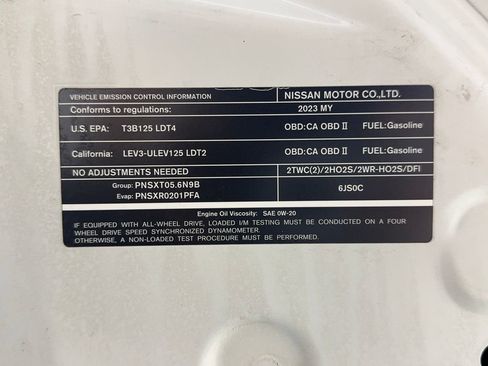 VEHICLE EMISSION CONTROL INFORMATION NISSAN MOTOR CO.,LTD.
Conforms to regulations: 2023 MY
U.S. EPA: T3B125 LDT4 OBD:CA OBD II FUEL:Gasoline
California: LEV3-ULEV125 LDT2 OBD:CA OBD II FUEL:Gasoline
NO ADJUSTMENTS NEEDED 2TWC(2)/2HO2S/2WR-HO2S/DFI
Group: PNSXT05.6N9B 6JS0C
Evap: PNSXR0201PFA
Engine Oil Viscosity: SAE 0W-20
IF EQUIPPED WITH ALL-WHEEL DRIVE, LOADED I/M TESTING MUST BE CONDUCTED ON A FOUR
WHEEL DRIVE SPEED SYNCHRONIZED DYNAMOMETER.
OTHERWISE, A NON-LOADED TEST PROCEDURE MUST BE PERFORMED.